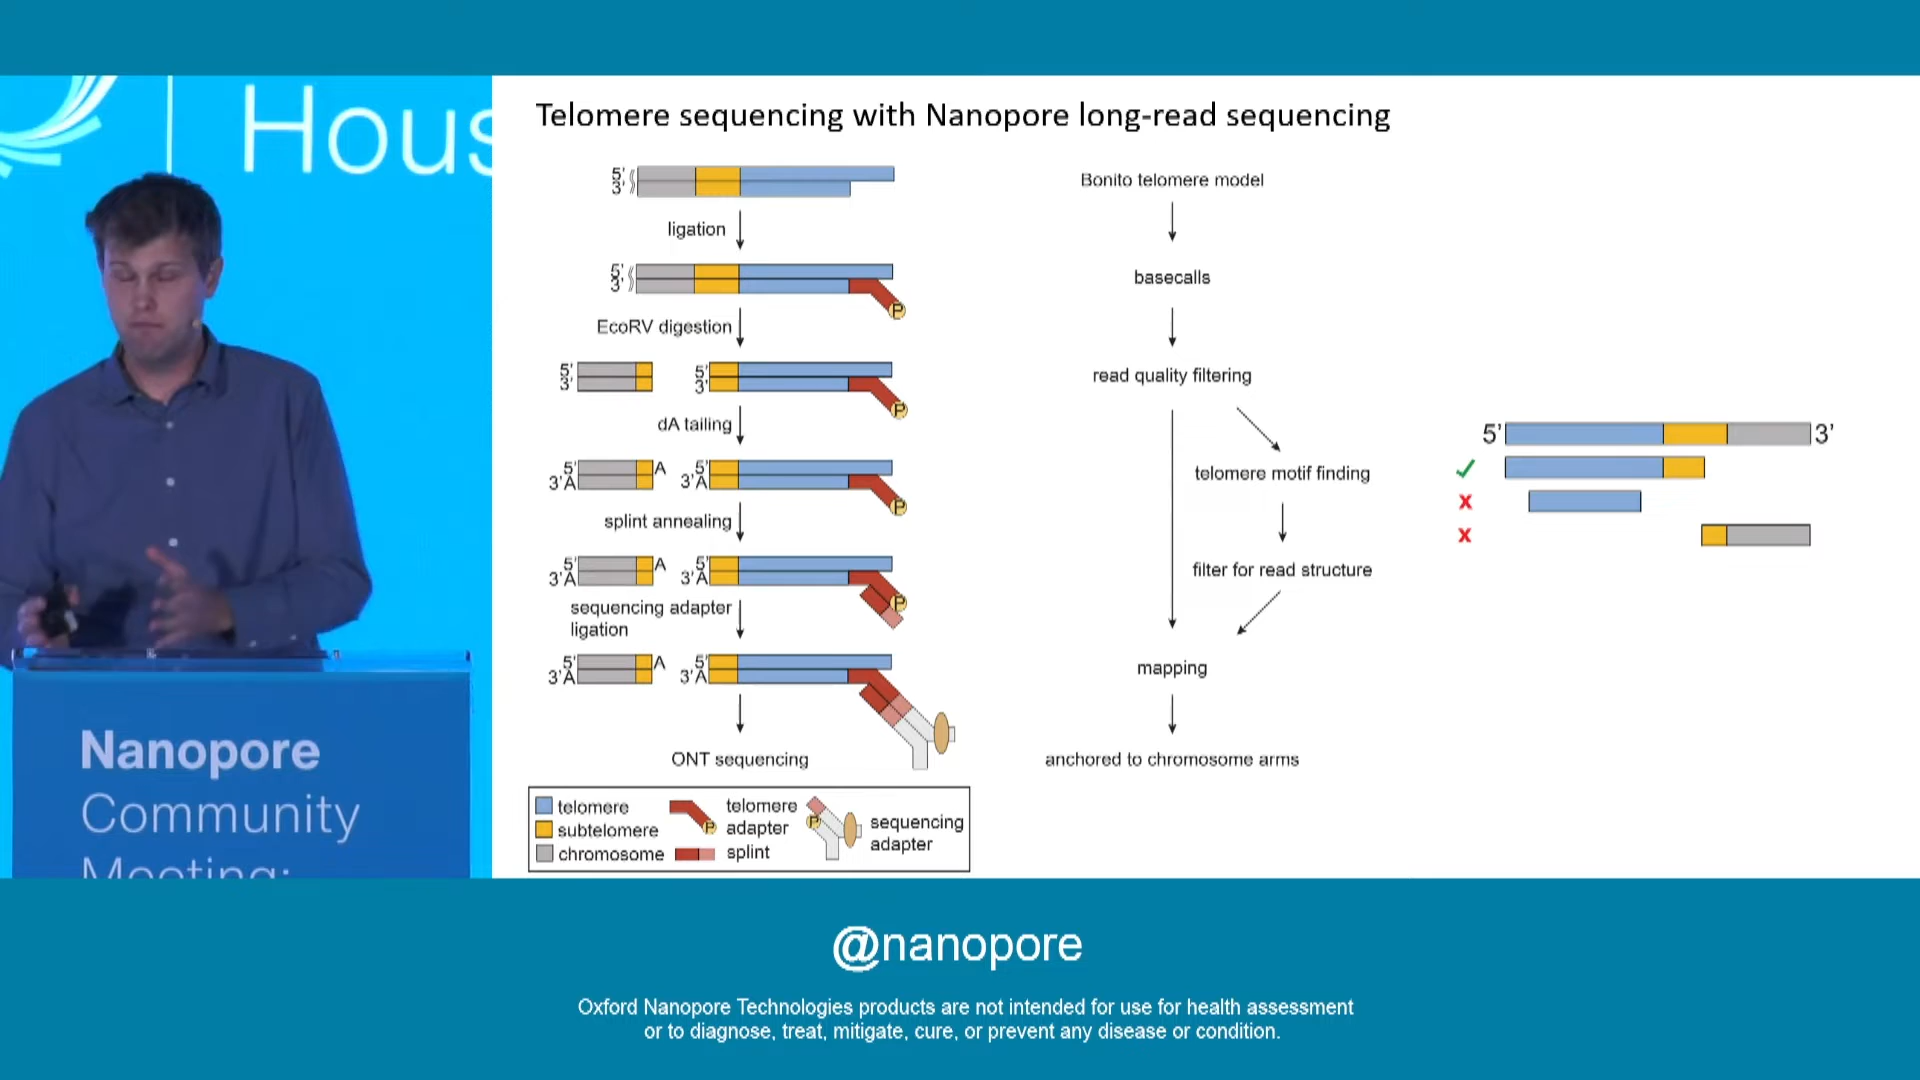 Hous
Nanopore
Community
Meeting:
Telomere sequencing with Nanopore long-read sequencing
5'
3'
ligation
5'
3'
P
EcoRV digestion
5'
3'
5'
3'
P
dA tailing
5'
A
3'A
5'
3'A
P
splint annealing
5'
A
3'A
5'
3'A
P
sequencing adapter
ligation
5'
A
3'A
5'
3'A
ONT sequencing
telomere
subtelomere
chromosome
P
telomere
adapter
splint
P
sequencing
adapter
Bonito telomere model
basecalls
read quality filtering
telomere motif finding
filter for read structure
mapping
anchored to chromosome arms
5'
3'
x
x
@nanopore
Oxford Nanopore Technologies products are not intended for use for health assessment
or to diagnose, treat, mitigate, cure, or prevent any disease or condition.